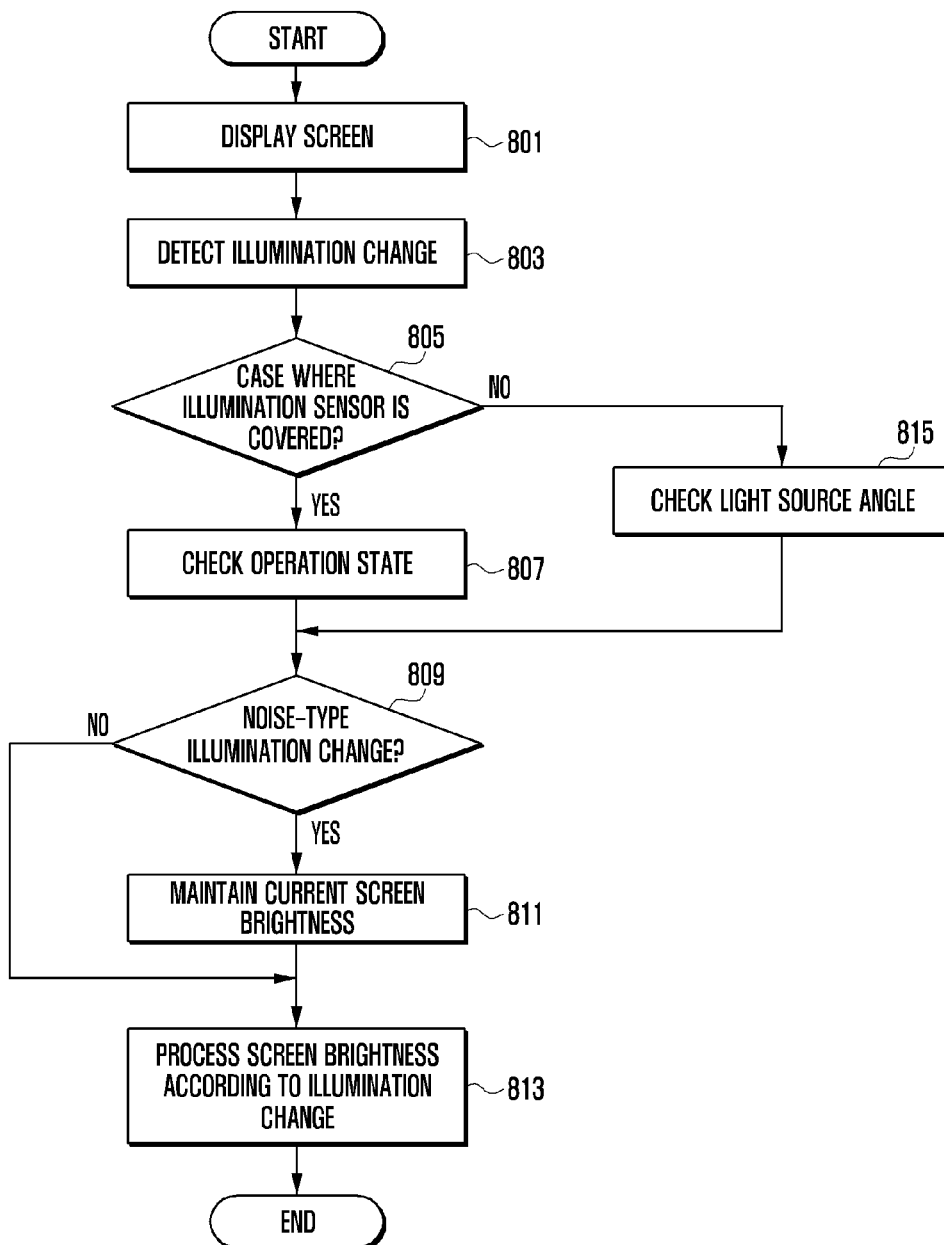 START
DISPLAY SCREEN
801
DETECT ILLUMINATION CHANGE
803
805
CASE WHERE
ILLUMINATION SENSOR IS
COVERED?
NO
YES
815
CHECK LIGHT SOURCE ANGLE
CHECK OPERATION STATE
807
809
NOISE-TYPE
ILLUMINATION CHANGE?
NO
YES
MAINTAIN CURRENT SCREEN
BRIGHTNESS
811
PROCESS SCREEN BRIGHTNESS
ACCORDING TO ILLUMINATION
CHANGE
813
END